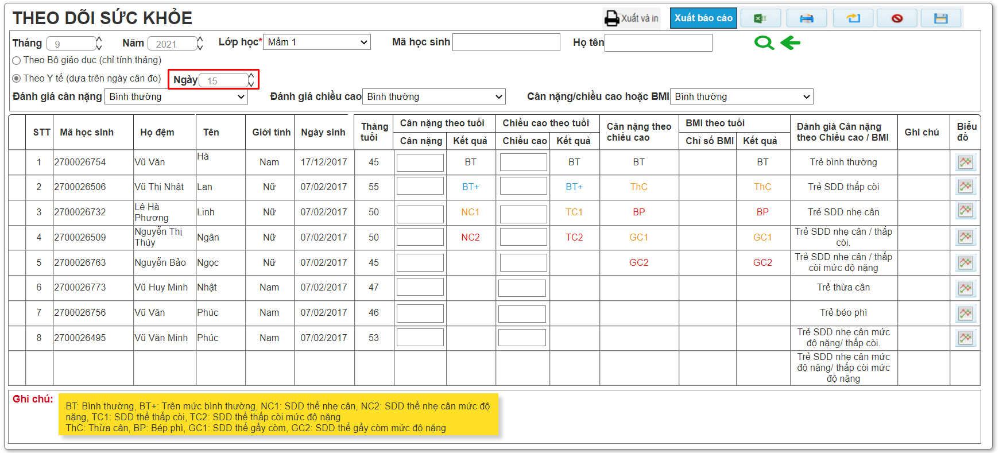 THEO DÕI SỨC KHỎE
Xuất và in
Xuất báo cáo
Tháng 9 Năm 2021 Lớp học* Mầm 1 Mã học sinh Họ tên
Theo Bộ giáo dục (chỉ tính tháng)
Theo Y tế (dựa trên ngày cân đo) Ngày 15
Đánh giá cân nặng Bình thường Đánh giá chiều cao Bình thường Cân nặng/chiều cao hoặc BMI Bình thường
STT Mã học sinh Họ đệm Tên Giới tính Ngày sinh Tháng tuổi Cân nặng theo tuổi Chiều cao theo tuổi Cân nặng theo chiều cao BMI theo tuổi Đánh giá Cân nặng theo Chiều cao / BMI Ghi chú Biểu đồ
Cân nặng Kết quả Chiều cao Kết quả Chỉ số BMI Kết quả
1 2700026754 Vũ Văn Hà Nam 17/12/2017 45 BT BT BT BT Trẻ bình thường
2 2700026506 Vũ Thị Nhật Lan Nữ 07/02/2017 55 BT+ BT+ ThC ThC Trẻ SDD thấp còi
3 2700026732 Lê Hà Phương Linh Nữ 07/02/2017 50 NC1 TC1 BP BP Trẻ SDD nhẹ cân
4 2700026509 Nguyễn Thị Thúy Ngân Nữ 07/02/2017 50 NC2 TC2 GC1 GC1 Trẻ SDD nhẹ cân / thấp còi.
5 2700026763 Nguyễn Bảo Ngọc Nữ 07/02/2017 45 GC2 GC2 Trẻ SDD nhẹ cân / thấp còi mức độ nặng
6 2700026773 Vũ Huy Minh Nhật Nam 07/02/2017 47 Trẻ thừa cân
7 2700026756 Vũ Văn Phúc Nam 07/02/2017 46 Trẻ béo phì
8 2700026495 Vũ Văn Minh Phúc Nam 07/02/2017 53 Trẻ SDD nhẹ cân mức độ nặng/ thấp còi.
Trẻ SDD nhẹ cân mức độ nặng/ thấp còi mức độ nặng
Ghi chú:
BT: Bình thường, BT+: Trên mức bình thường, NC1: SDD thể nhẹ cân, NC2: SDD thể nhẹ cân mức độ
nặng, TC1: SDD thể thấp còi, TC2: SDD thể thấp còi mức độ nặng
ThC: Thừa cân, BP: Bép phì, GC1: SDD thể gầy còm, GC2: SDD thể gầy còm mức độ nặng